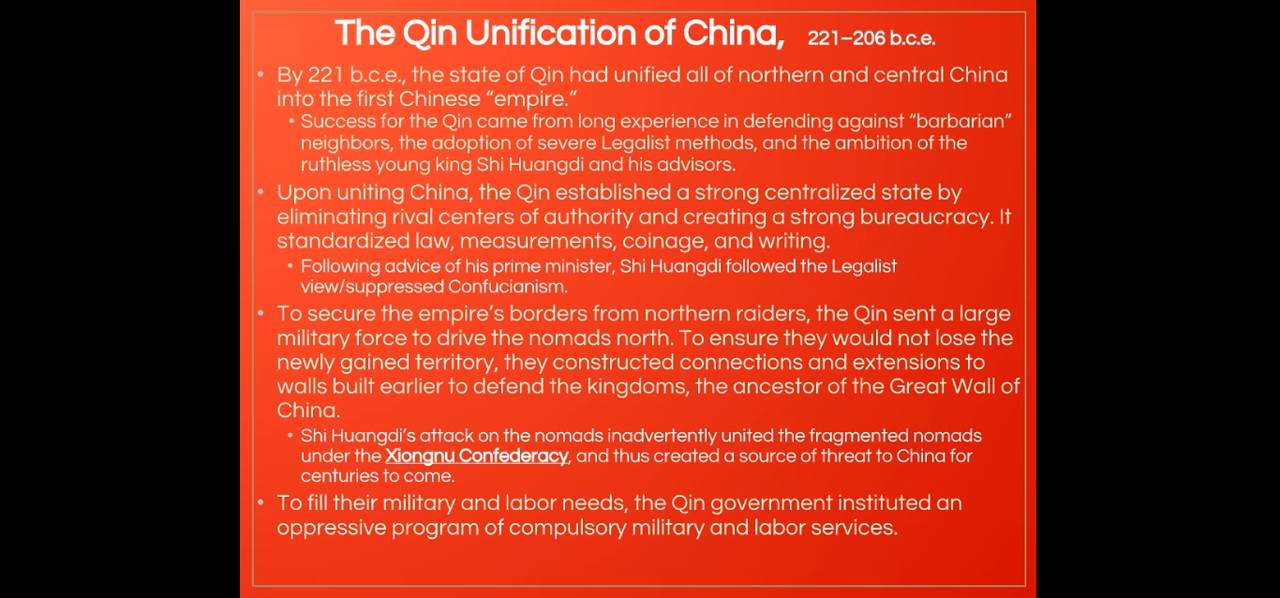 The Qin Unification of China, 221–206 b.c.e.
• By 221 b.c.e., the state of Qin had unified all of northern and central China
into the first Chinese “empire.”
• Success for the Qin came from long experience in defending against “barbarian”
neighbors, the adoption of severe Legalist methods, and the ambition of the
ruthless young king Shi Huangdi and his advisors.
• Upon uniting China, the Qin established a strong centralized state by
eliminating rival centers of authority and creating a strong bureaucracy. It
standardized law, measurements, coinage, and writing.
• Following advice of his prime minister, Shi Huangdi followed the Legalist
view/suppressed Confucianism.
• To secure the empire’s borders from northern raiders, the Qin sent a large
military force to drive the nomads north. To ensure they would not lose the
newly gained territory, they constructed connections and extensions to
walls built earlier to defend the kingdoms, the ancestor of the Great Wall of
China.
• Shi Huangdi’s attack on the nomads inadvertently united the fragmented nomads
under the Xiongnu Confederacy, and thus created a source of threat to China for
centuries to come.
• To fill their military and labor needs, the Qin government instituted an
oppressive program of compulsory military and labor services.